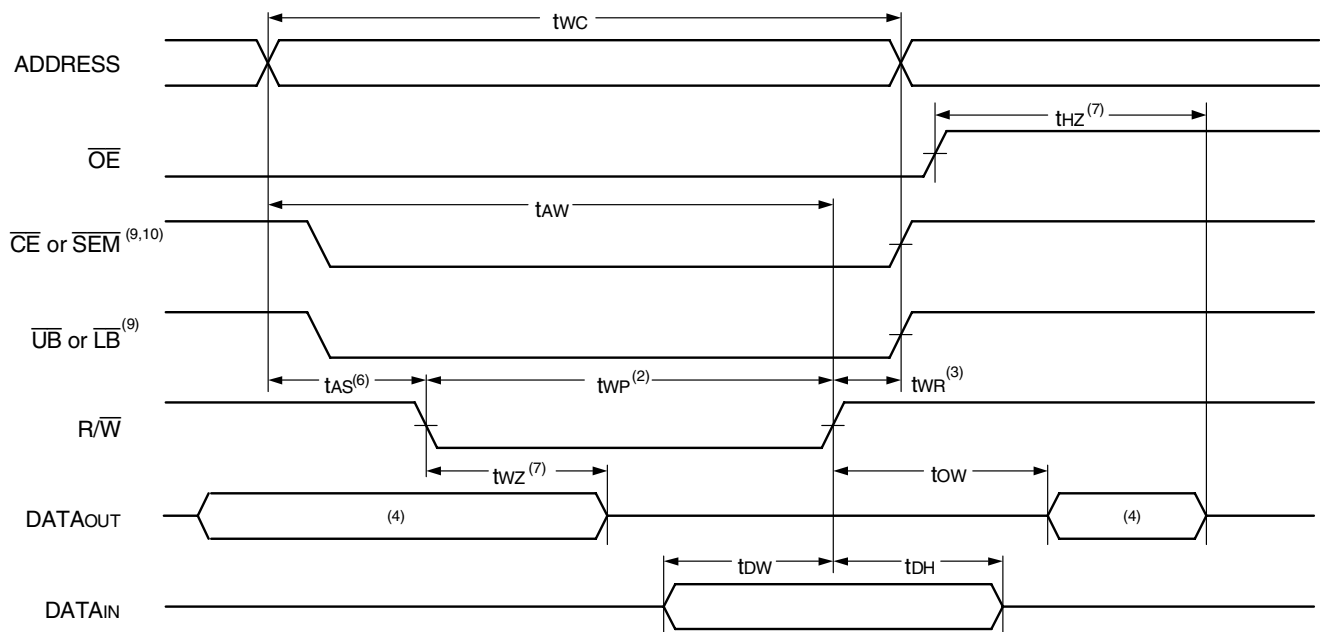 tWC
ADDRESS
tHZ(7)
OE
tAW
CE or SEM (9,10)
UB or LB(9)
tAS(6)
tWP(2)
tWR(3)
R/W
tWZ(7)
tOW
DATAOUT
(4)
(4)
tDW
tDH
DATAIN